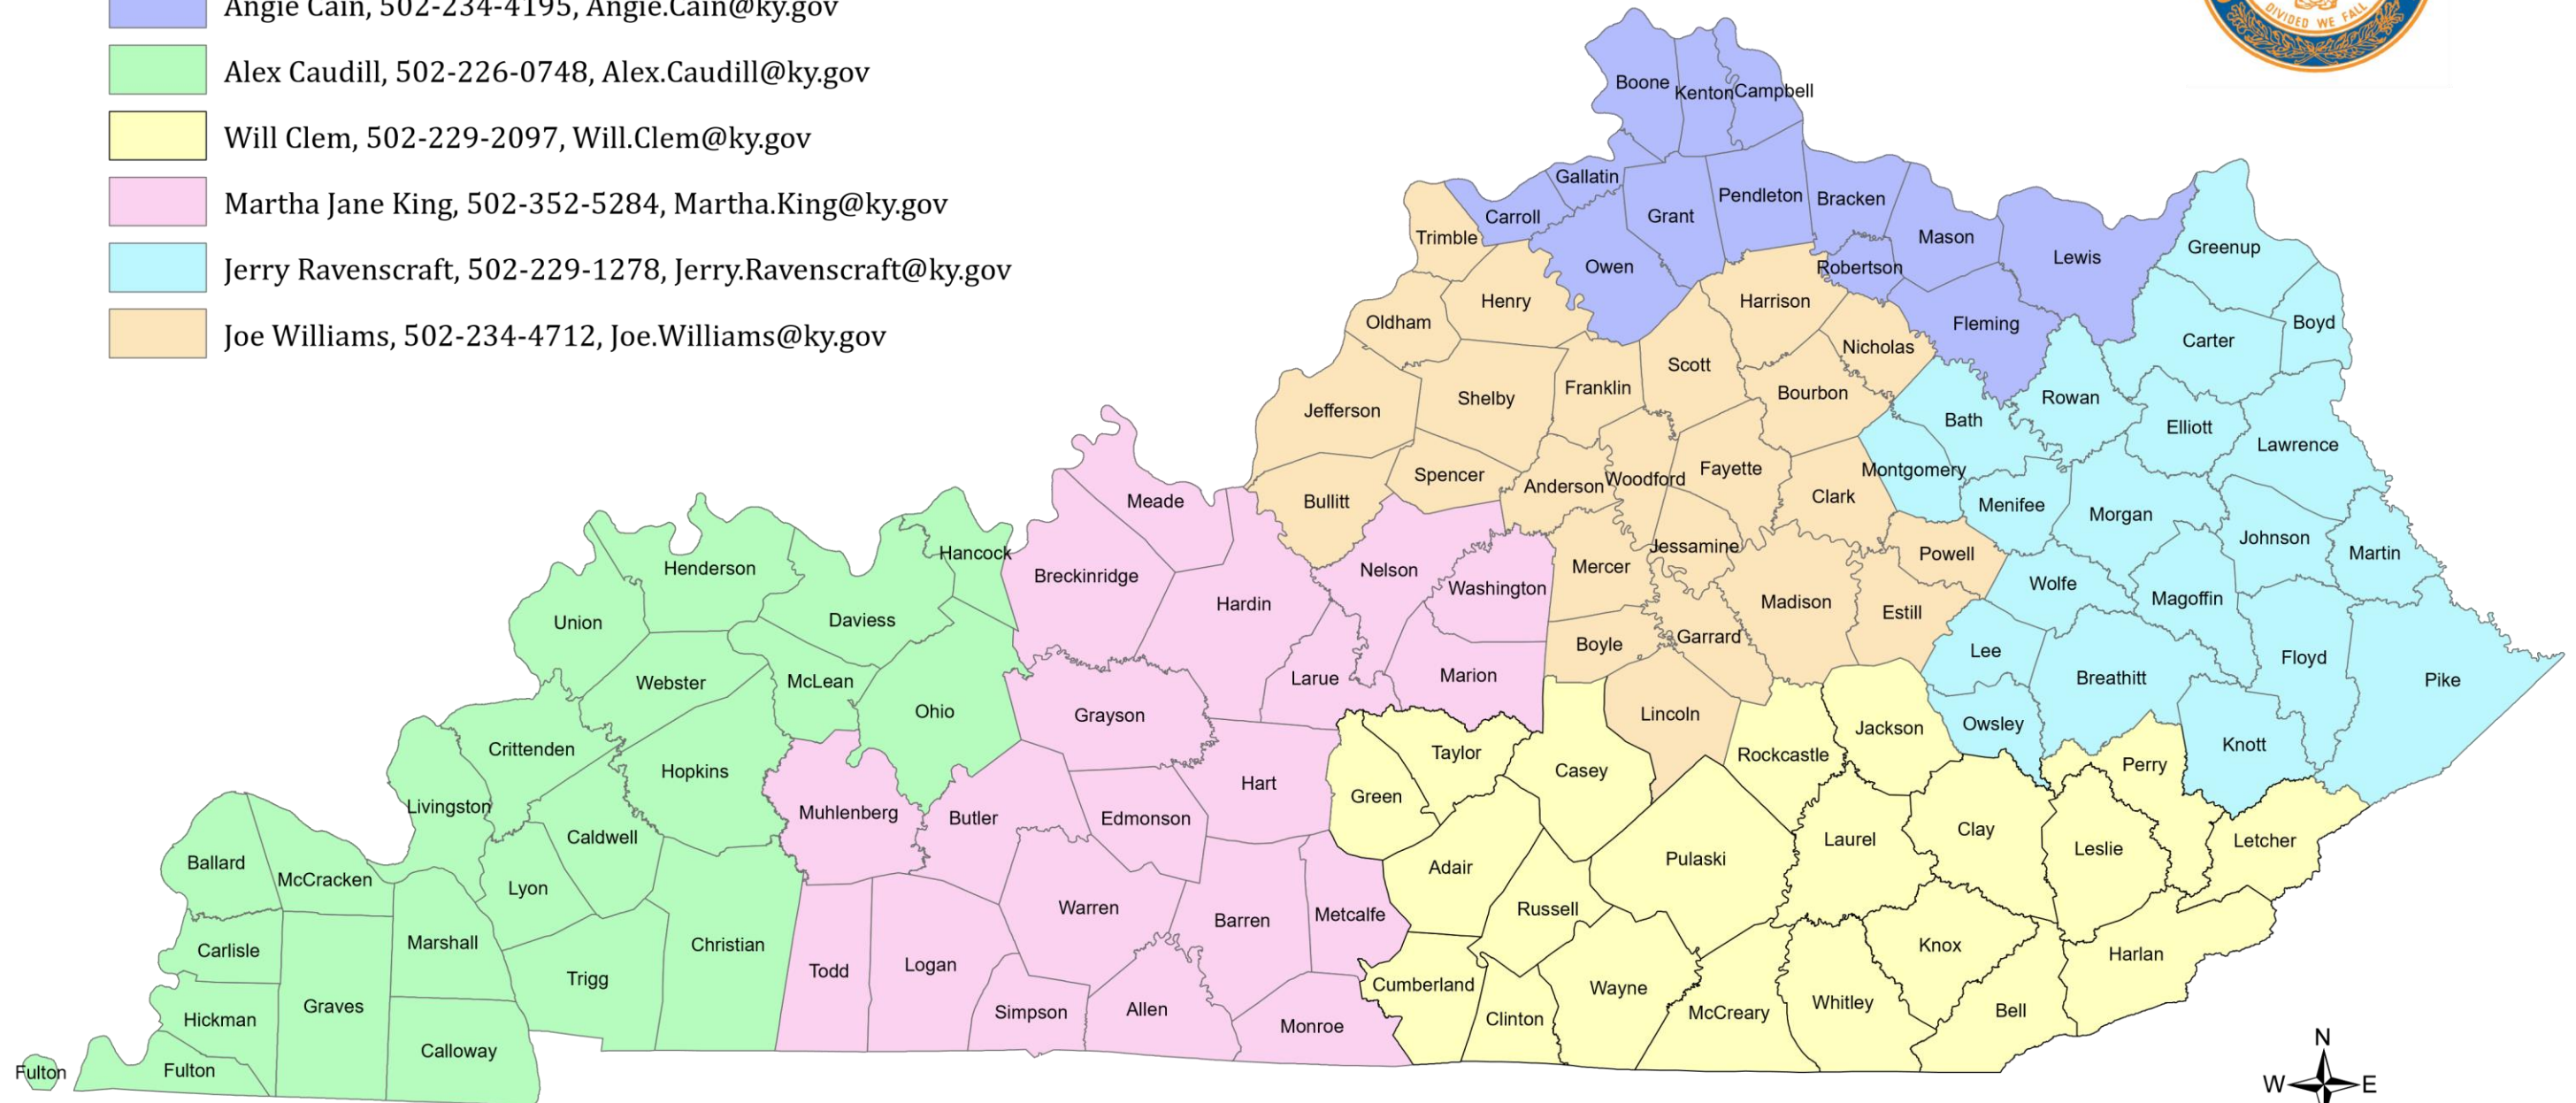 Angie Cain, 502-234-4195, Angie.Cain@ky.gov
Alex Caudill, 502-226-0748, Alex.Caudill@ky.gov
Will Clem, 502-229-2097, Will.Clem@ky.gov
Martha Jane King, 502-352-5284, Martha.King@ky.gov
Jerry Ravenscraft, 502-229-1278, Jerry.Ravenscraft@ky.gov
Joe Williams, 502-234-4712, Joe.Williams@ky.gov
DIVIDED WE FALL
Boone
Kenton
Campbell
Gallatin
Carroll
Grant
Pendleton
Bracken
Mason
Lewis
Greenup
Trimble
Owen
Robertson
Henry
Harrison
Fleming
Oldham
Carter
Boyd
Nicholas
Scott
Franklin
Shelby
Bourbon
Rowan
Jefferson
Bath
Elliott
Lawrence
Spencer
Anderson
Woodford
Fayette
Montgomery
Bullitt
Clark
Menifee
Morgan
Meade
Johnson
Martin
Hancock
Henderson
Breckinridge
Nelson
Washington
Mercer
Jessamine
Powell
Wolfe
Magoffin
Hardin
Madison
Estill
Union
Daviess
Boyle
Garrard
Lee
Floyd
Pike
Breathitt
Webster
McLean
Larue
Marion
Ohio
Grayson
Lincoln
Owsley
Jackson
Knott
Crittenden
Taylor
Rockcastle
Perry
Hopkins
Hart
Casey
Green
Livingston
Muhlenberg
Butler
Edmonson
Caldwell
Laurel
Clay
Leslie
Letcher
Ballard
McCracken
Lyon
Adair
Pulaski
Warren
Barren
Metcalfe
Russell
Carlisle
Marshall
Christian
Knox
Harlan
Todd
Logan
Trigg
Cumberland
Wayne
Hickman
Graves
Simpson
Allen
Monroe
Clinton
McCreary
Whitley
Bell
Calloway
Fulton
Fulton
N
W
E